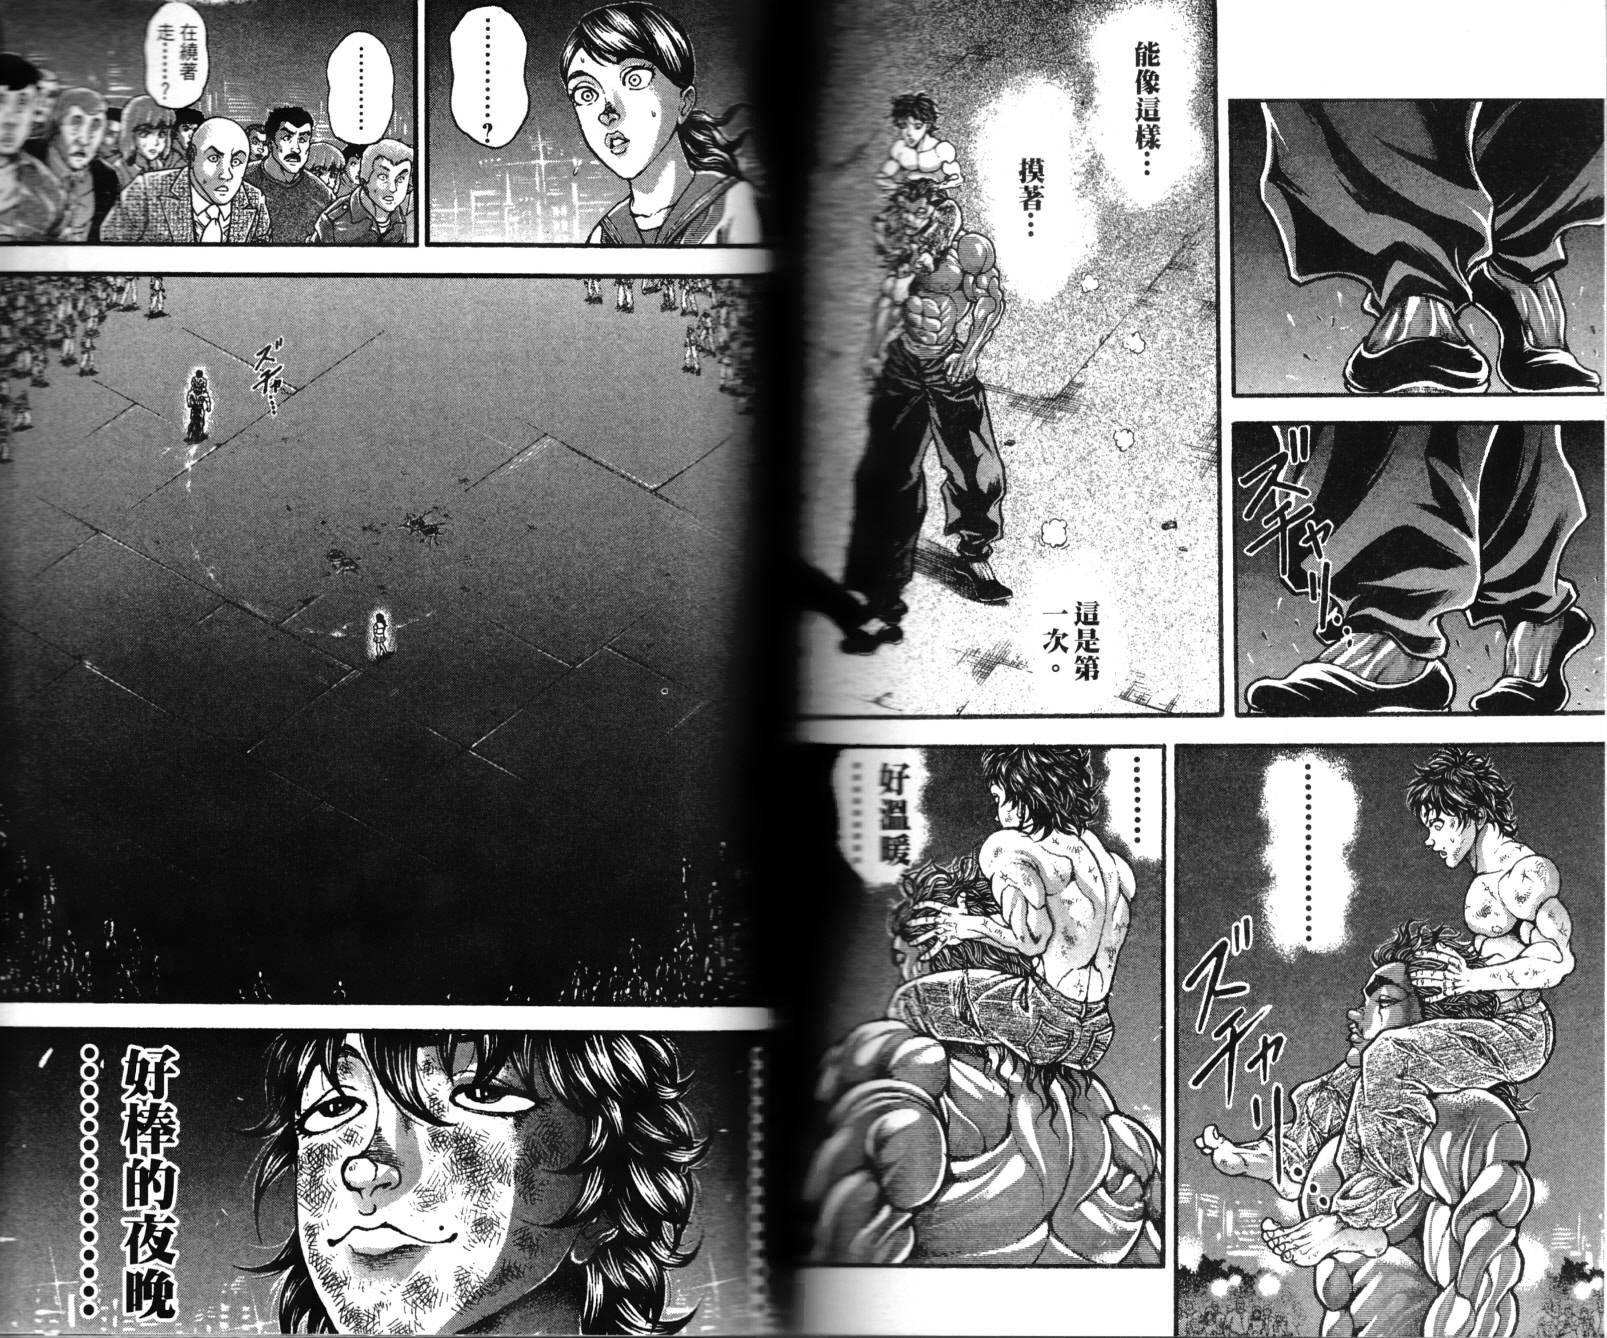 ズチャリッ…
能像這樣…
摸著…
這是第
一次。
…………
ズチャリ…
………
好溫暖
………
…………?
…………
在繞著
走……?
ズチャ…
好棒的夜晚
。。。。。。。。。。。。。。。。